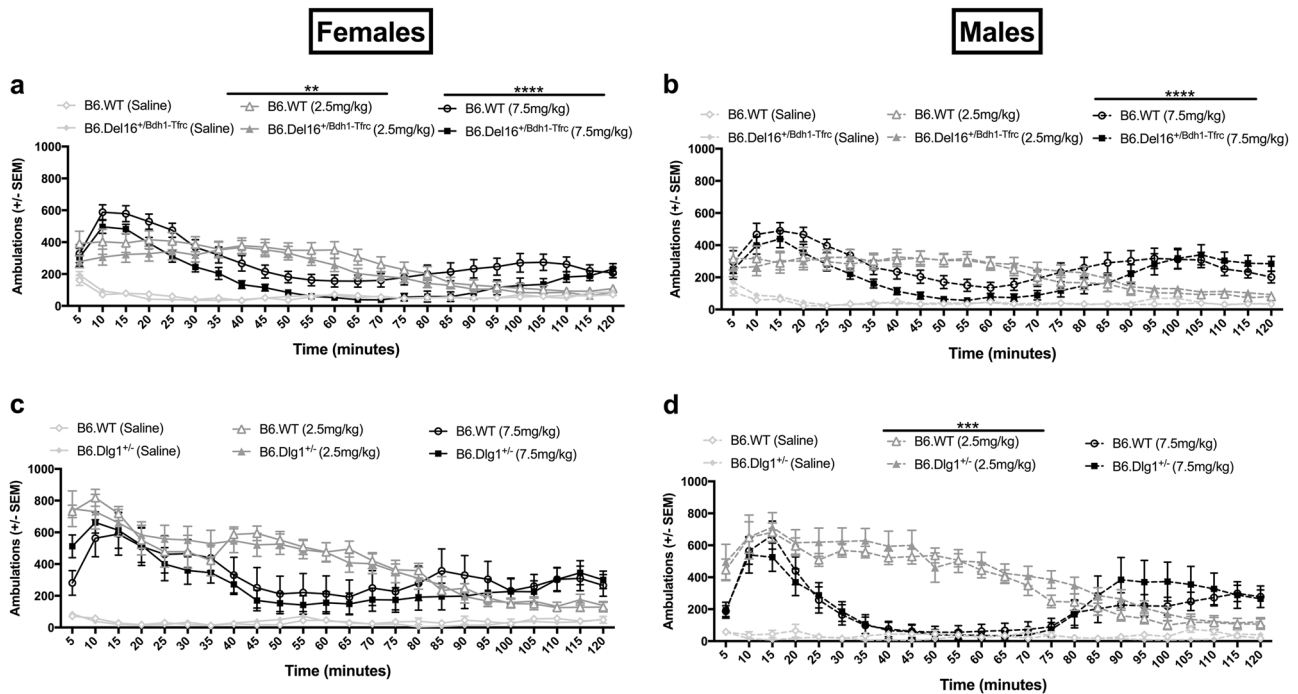 Females
Males
a
** ****
B6.WT (Saline) B6.WT (2.5mg/kg) B6.WT (7.5mg/kg)
B6.Del16+/Bdh1-Tfrc (Saline) B6.Del16+/Bdh1-Tfrc (2.5mg/kg) B6.Del16+/Bdh1-Tfrc (7.5mg/kg)
Ambulations (+/- SEM)
1000
800
600
400
200
0
5 10 15 20 25 30 35 40 45 50 55 60 65 70 75 80 85 90 95 100 105 110 115 120
Time (minutes)
b
****
B6.WT (Saline) B6.WT (2.5mg/kg) B6.WT (7.5mg/kg)
B6.Del16+/Bdh1-Tfrc (Saline) B6.Del16+/Bdh1-Tfrc (2.5mg/kg) B6.Del16+/Bdh1-Tfrc (7.5mg/kg)
Ambulations (+/- SEM)
1000
800
600
400
200
0
5 10 15 20 25 30 35 40 45 50 55 60 65 70 75 80 85 90 95 100 105 110 115 120
Time (minutes)
c
B6.WT (Saline) B6.WT (2.5mg/kg) B6.WT (7.5mg/kg)
B6.Dlg1+/- (Saline) B6.Dlg1+/- (2.5mg/kg) B6.Dlg1+/- (7.5mg/kg)
Ambulations (+/- SEM)
1000
800
600
400
200
0
5 10 15 20 25 30 35 40 45 50 55 60 65 70 75 80 85 90 95 100 105 110 115 120
Time (minutes)
d
***
B6.WT (Saline) B6.WT (2.5mg/kg) B6.WT (7.5mg/kg)
B6.Dlg1+/- (Saline) B6.Dlg1+/- (2.5mg/kg) B6.Dlg1+/- (7.5mg/kg)
Ambulations (+/- SEM)
1000
800
600
400
200
0
5 10 15 20 25 30 35 40 45 50 55 60 65 70 75 80 85 90 95 100 105 110 115 120
Time (minutes)